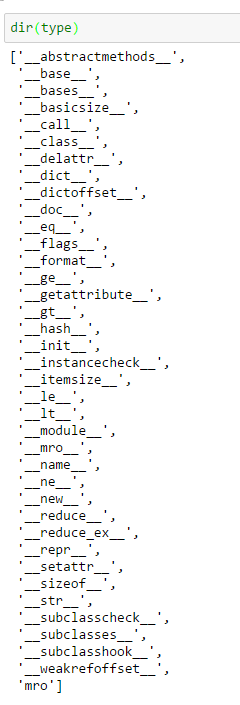 dir(type)
['__abstractmethods__',
'__base__',
'__bases__',
'__basicsize__',
'__call__',
'__class__',
'__delattr__',
'__dict__',
'__dictoffset__',
'__doc__',
'__eq__',
'__flags__',
'__format__',
'__ge__',
'__getattribute__',
'__gt__',
'__hash__',
'__init__',
'__instancecheck__',
'__itemsize__',
'__le__',
'__lt__',
'__module__',
'__mro__',
'__name__',
'__ne__',
'__new__',
'__reduce__',
'__reduce_ex__',
'__repr__',
'__setattr__',
'__sizeof__',
'__str__',
'__subclasscheck__',
'__subclasses__',
'__subclasshook__',
'__weakrefoffset__',
'mro']